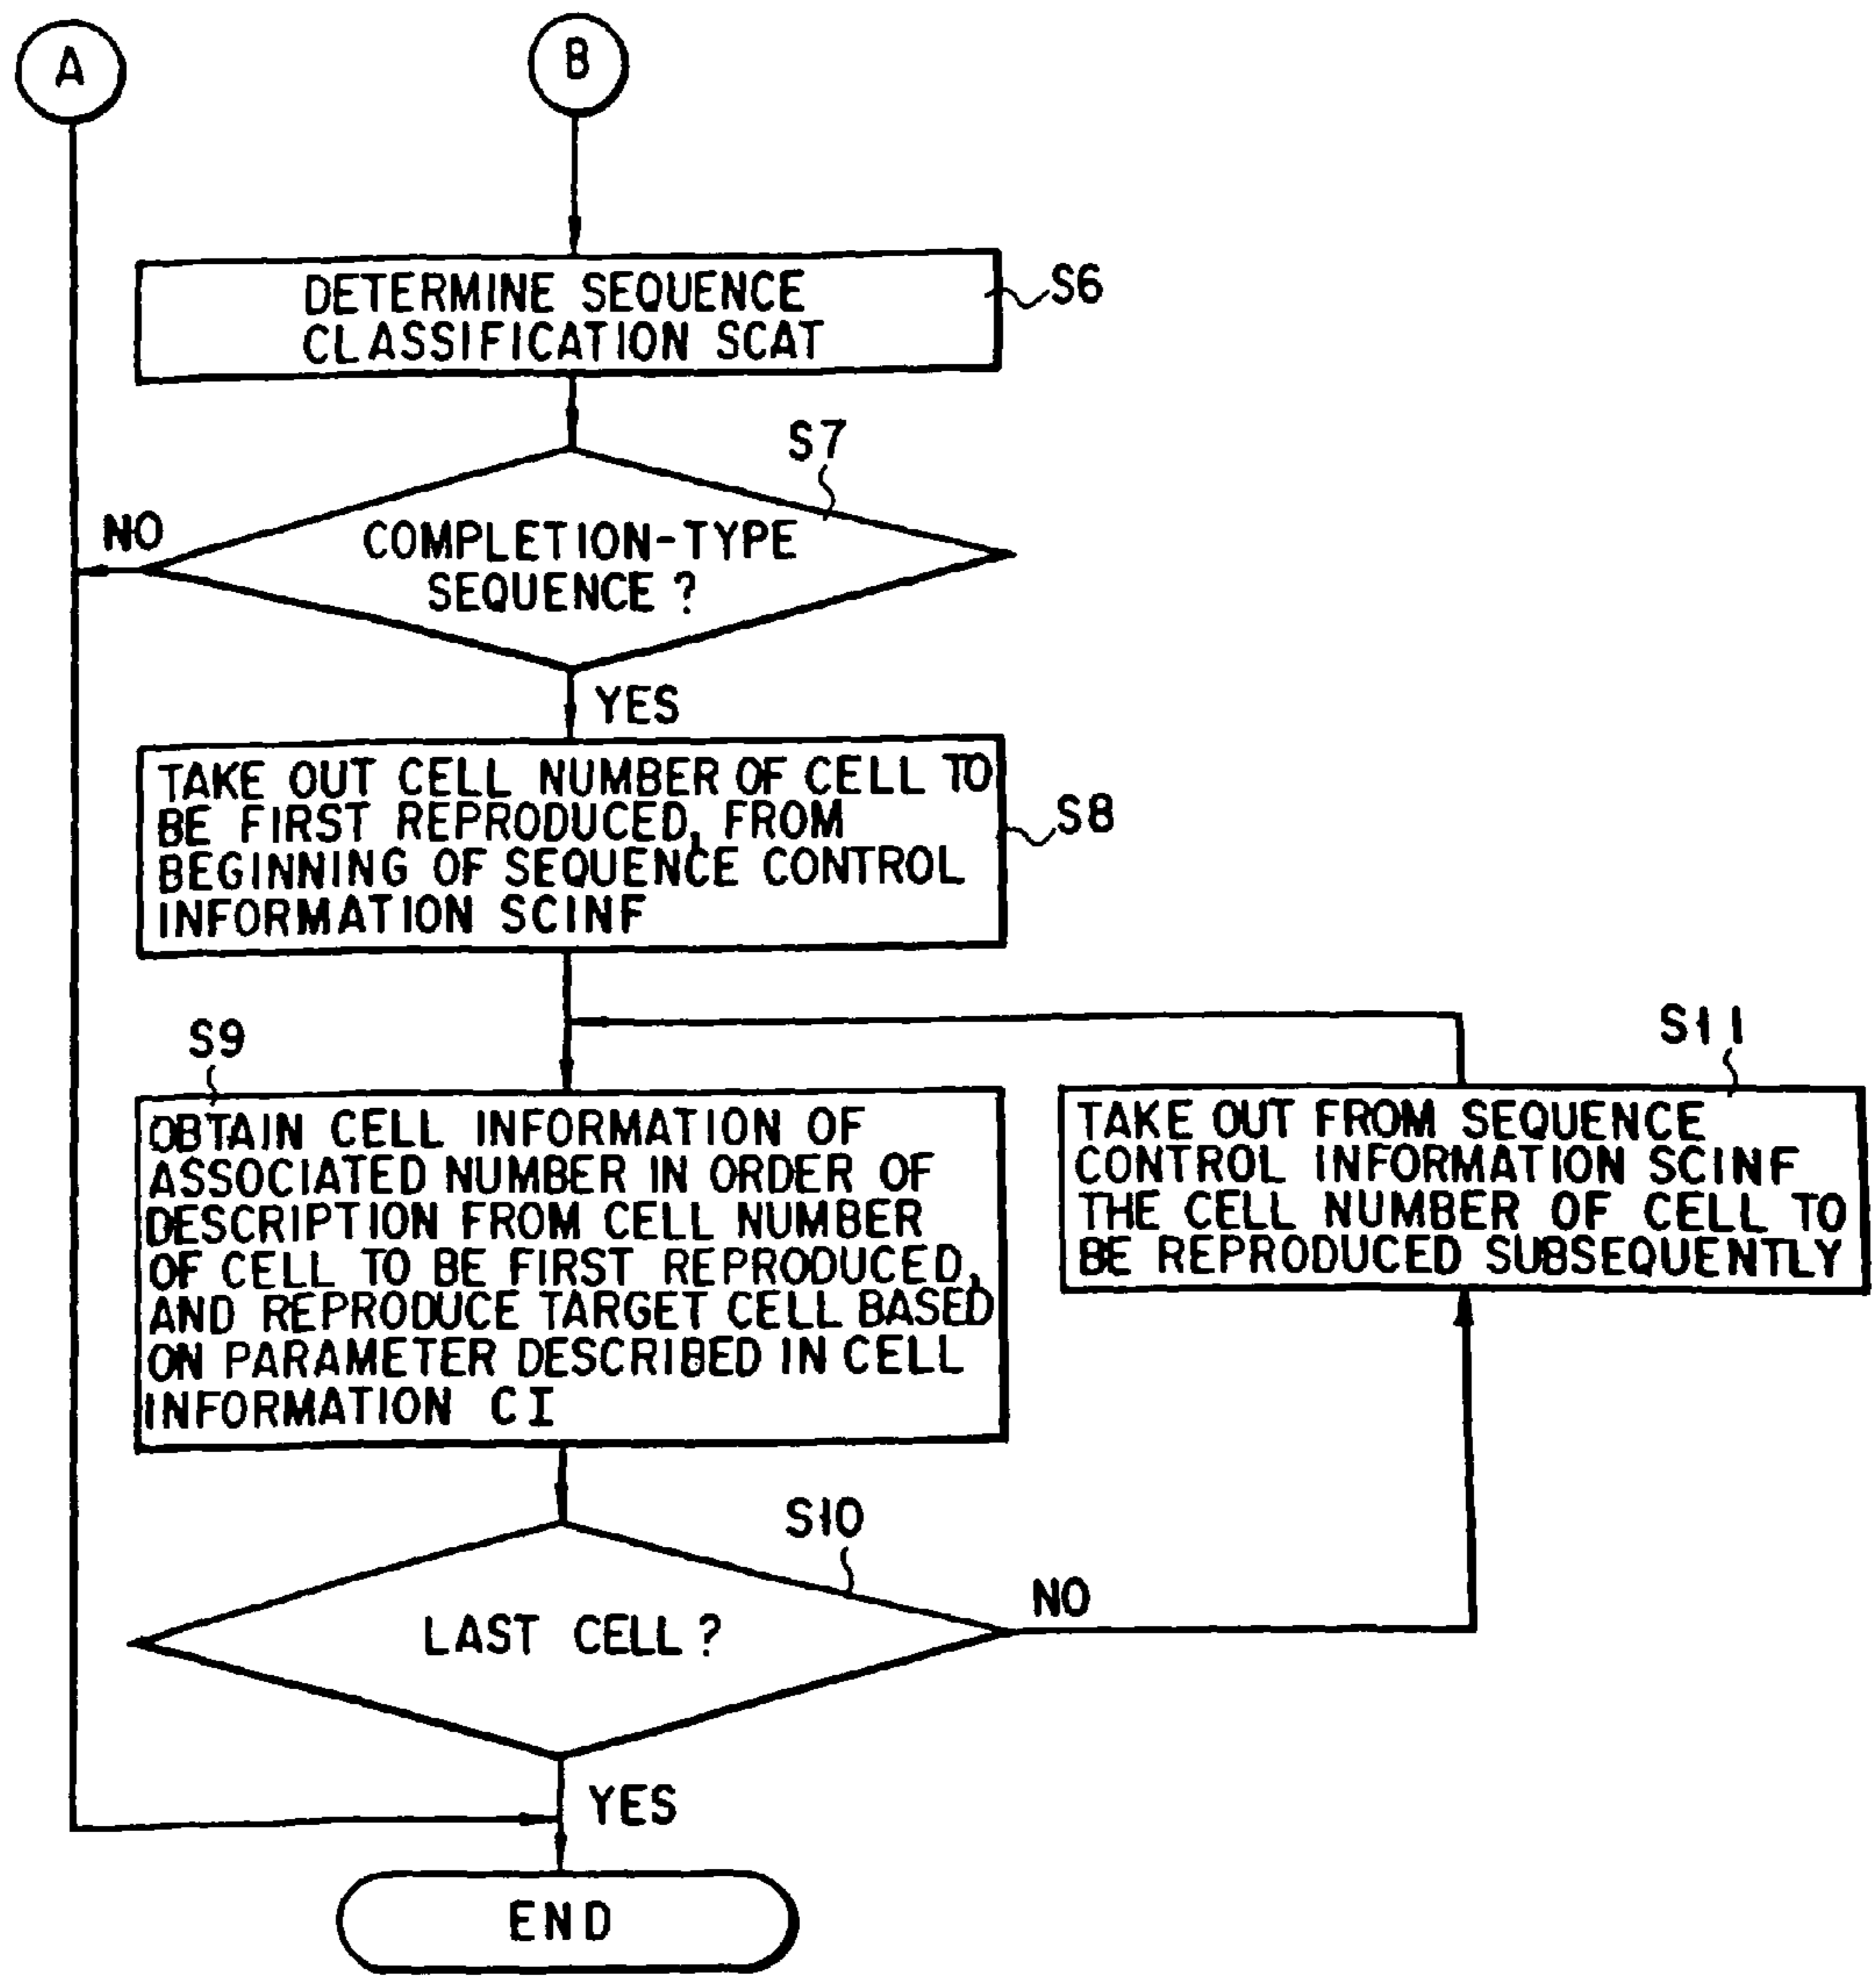 A
B
DETERMINE SEQUENCE
CLASSIFICATION SCAT
S6
S7
NO
COMPLETION-TYPE
SEQUENCE ?
YES
TAKE OUT CELL NUMBER OF CELL TO
BE FIRST REPRODUCED, FROM
BEGINNING OF SEQUENCE CONTROL
INFORMATION SCINF
S8
S9
OBTAIN CELL INFORMATION OF
ASSOCIATED NUMBER IN ORDER OF
DESCRIPTION FROM CELL NUMBER
OF CELL TO BE FIRST REPRODUCED,
AND REPRODUCE TARGET CELL BASED
ON PARAMETER DESCRIBED IN CELL
INFORMATION CI
S11
TAKE OUT FROM SEQUENCE
CONTROL INFORMATION SCINF
THE CELL NUMBER OF CELL TO
BE REPRODUCED SUBSEQUENTLY
S10
LAST CELL ?
NO
YES
END